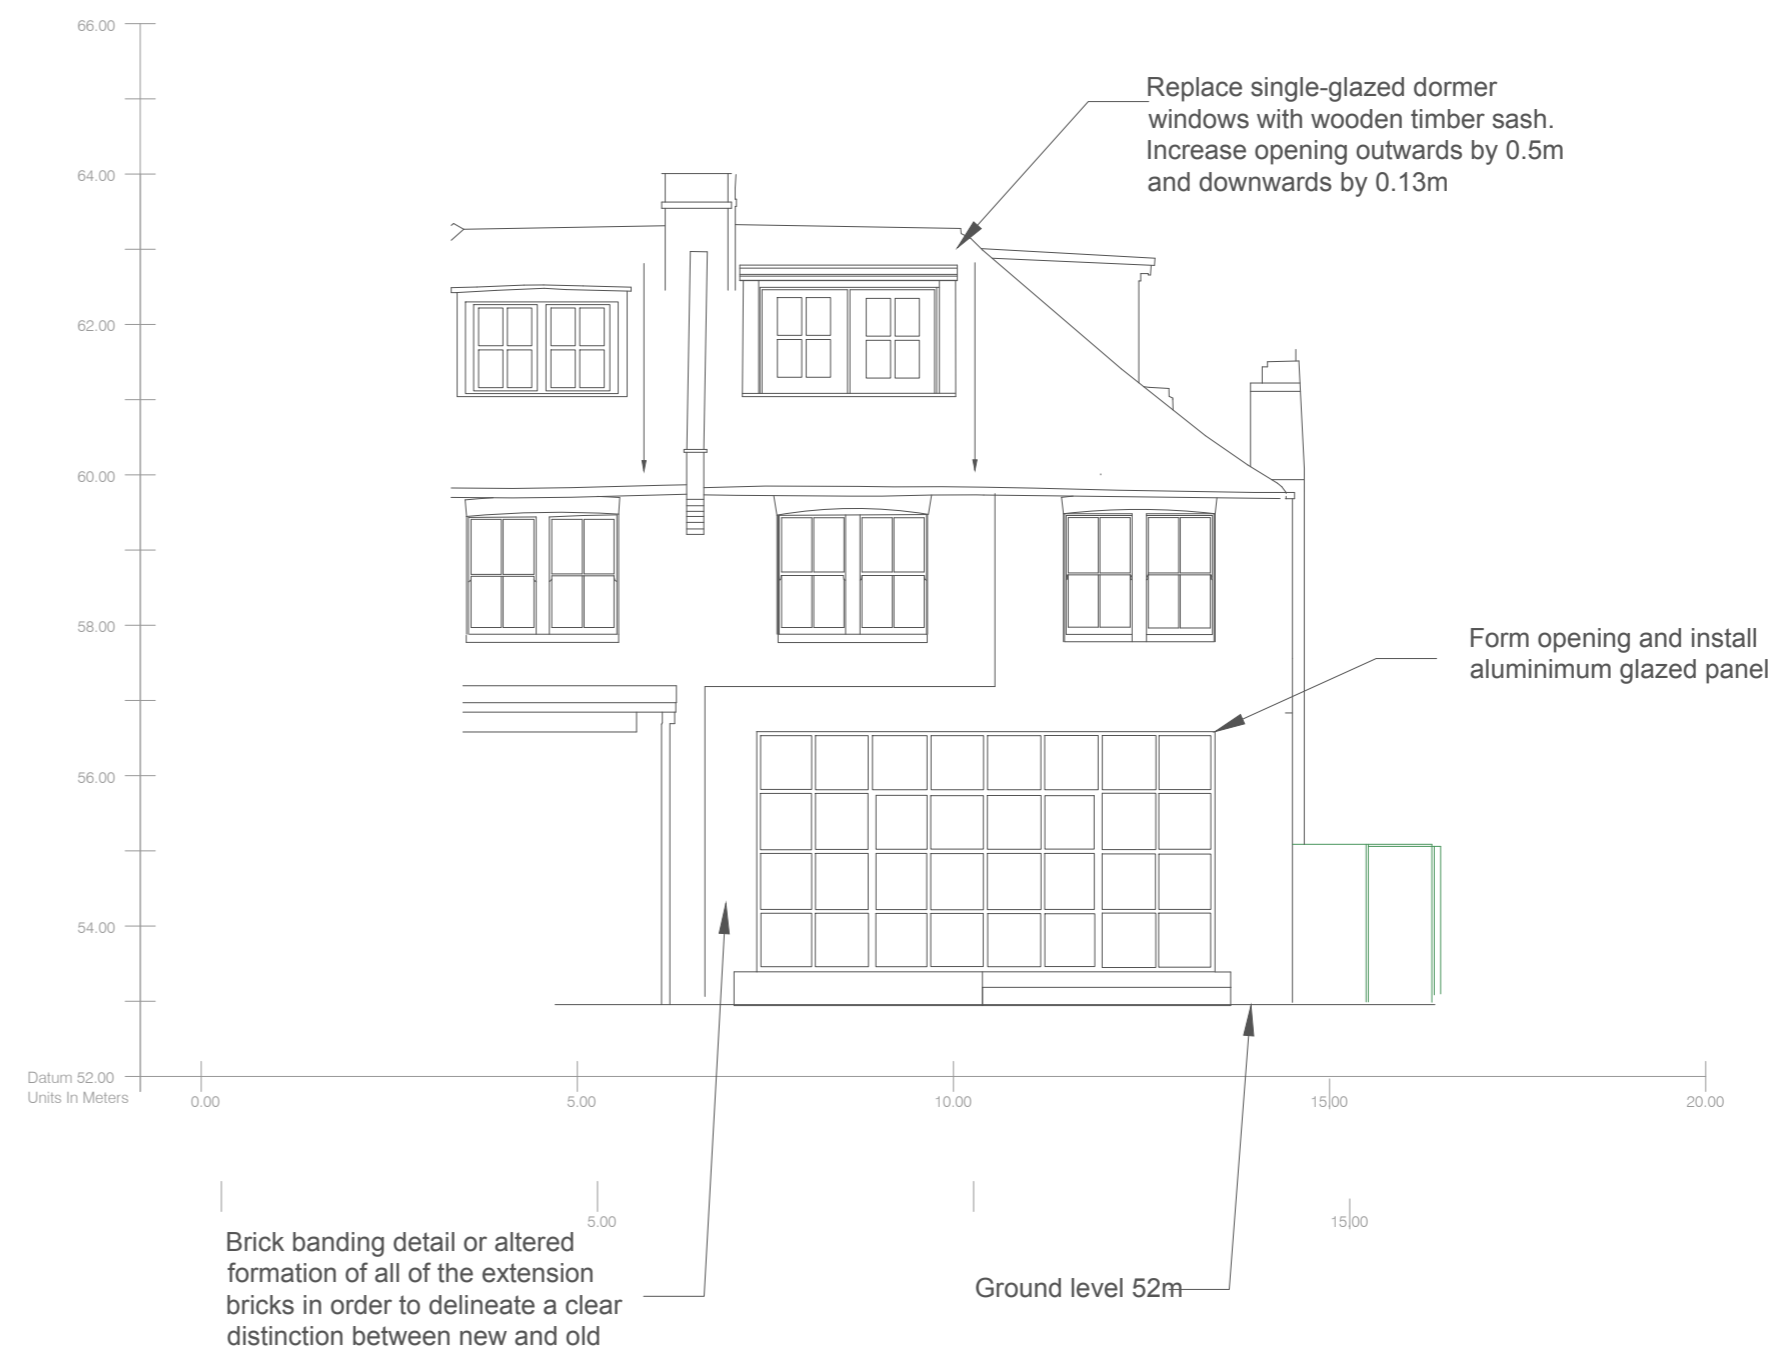 66.00
Replace single-glazed dormer
windows with wooden timber sash.
Increase opening outwards by 0.5m
and downwards by 0.13m
64.00
62.00
60.00
58.00
Form opening and install
aluminimum glazed panel
56.00
54.00
Datum 52.00
Units In Meters
0.00
5.00
10.00
15.00
20.00
5.00
15.00
Brick banding detail or altered
formation of all of the extension
bricks in order to delineate a clear
distinction between new and old
Ground level 52m